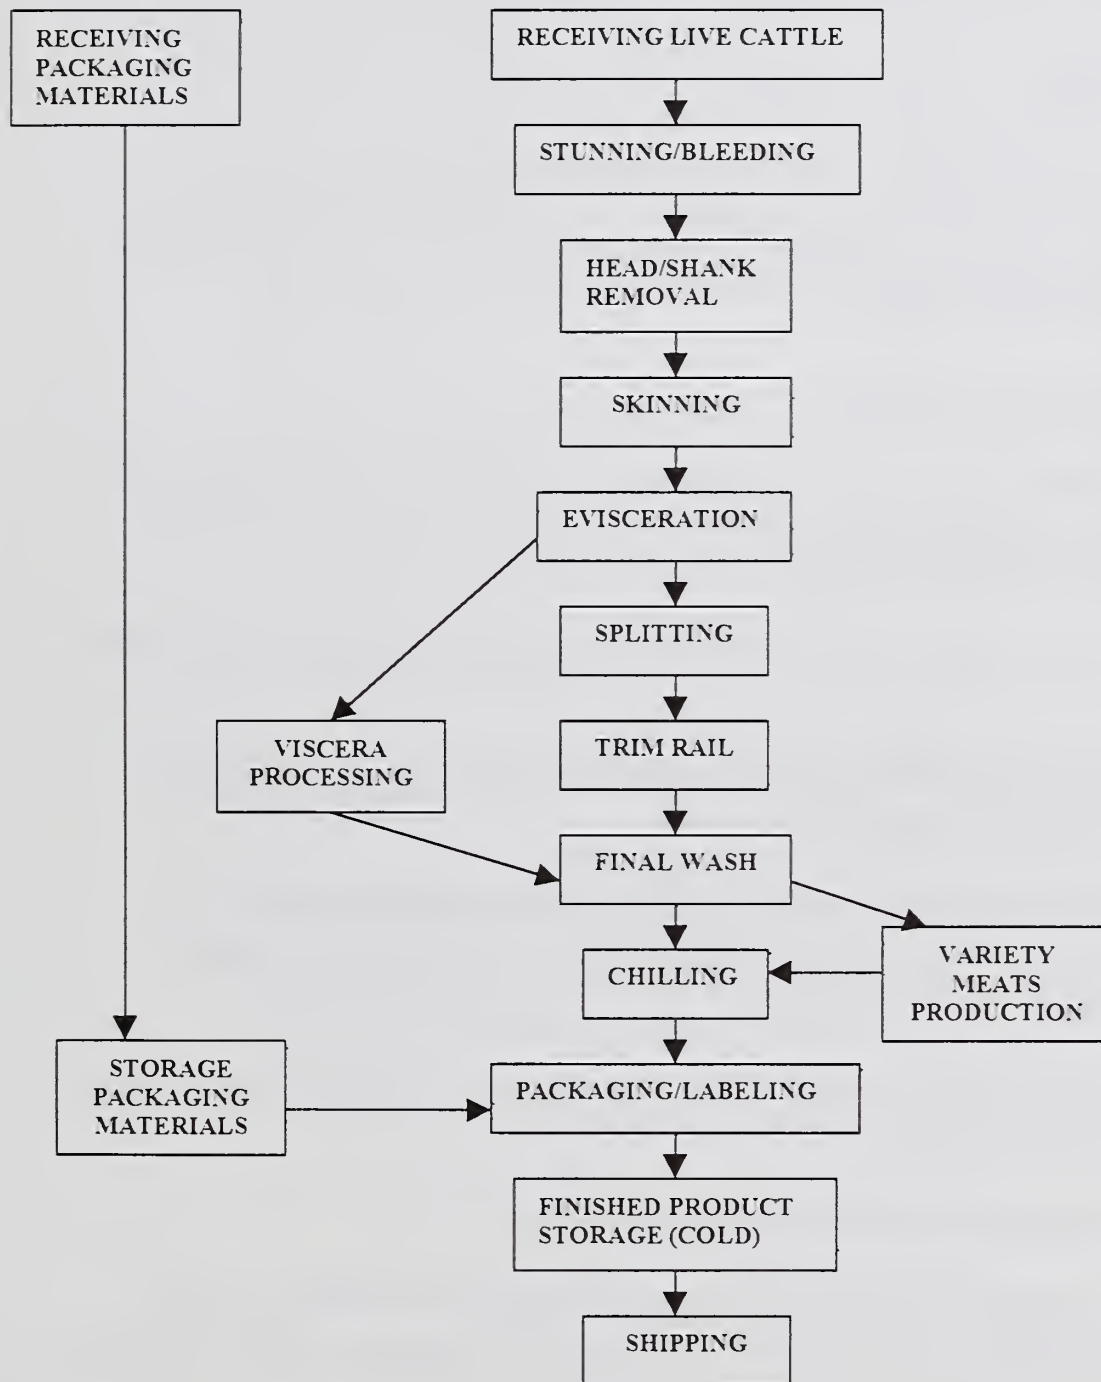 RECEIVING
PACKAGING
MATERIALS
RECEIVING LIVE CATTLE
STUNNING/BLEEDING
HEAD/SHANK
REMOVAL
SKINNING
EVISCERATION
SPLITTING
VISCERA
PROCESSING
TRIM RAIL
FINAL WASH
CHILLING
VARIETY
MEATS
PRODUCTION
STORAGE
PACKAGING
MATERIALS
PACKAGING/LABELING
FINISHED PRODUCT
STORAGE (COLD)
SHIPPING